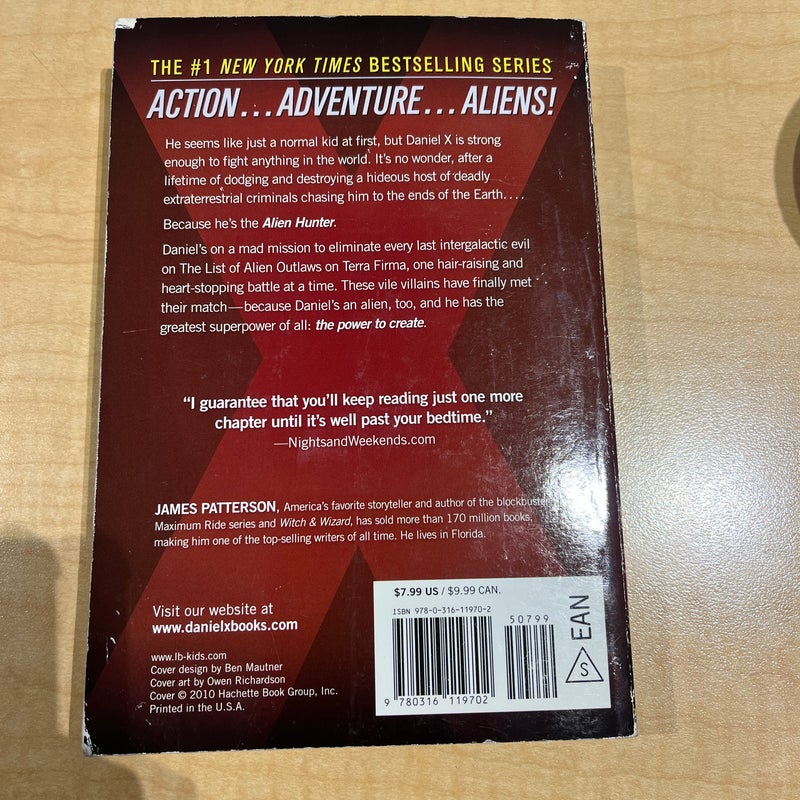 THE #1 NEW YORK TIMES BESTSELLING SERIES
ACTION...ADVENTURE...ALIENS!
He seems like just a normal kid at first, but Daniel X is strong
enough to fight anything in the world. It's no wonder, after a
lifetime of dodging and destroying a hideous host of deadly
extraterrestrial criminals chasing him to the ends of the Earth....
Because he's the Alien Hunter.
Daniel's on a mad mission to eliminate every last intergalactic evil
on The List of Alien Outlaws on Terra Firma, one hair-raising and
heart-stopping battle at a time. These vile villains have finally met
their match—because Daniel's an alien, too, and he has the
greatest superpower of all: the power to create.
"I guarantee that you'll keep reading just one more
chapter until it's well past your bedtime."
—NightsandWeekends.com
JAMES PATTERSON, America's favorite storyteller and author of the blockbuster
Maximum Ride series and Witch & Wizard, has sold more than 170 million books,
making him one of the top-selling writers of all time. He lives in Florida.
Visit our website at
www.danielxbooks.com
www.lb-kids.com
Cover design by Ben Mautner
Cover art by Owen Richardson
Cover © 2010 Hachette Book Group, Inc.
Printed in the U.S.A.
$7.99 US / $9.99 CAN.
ISBN 978-0-316-11970-2
50799
9 780316 119702
S EAN